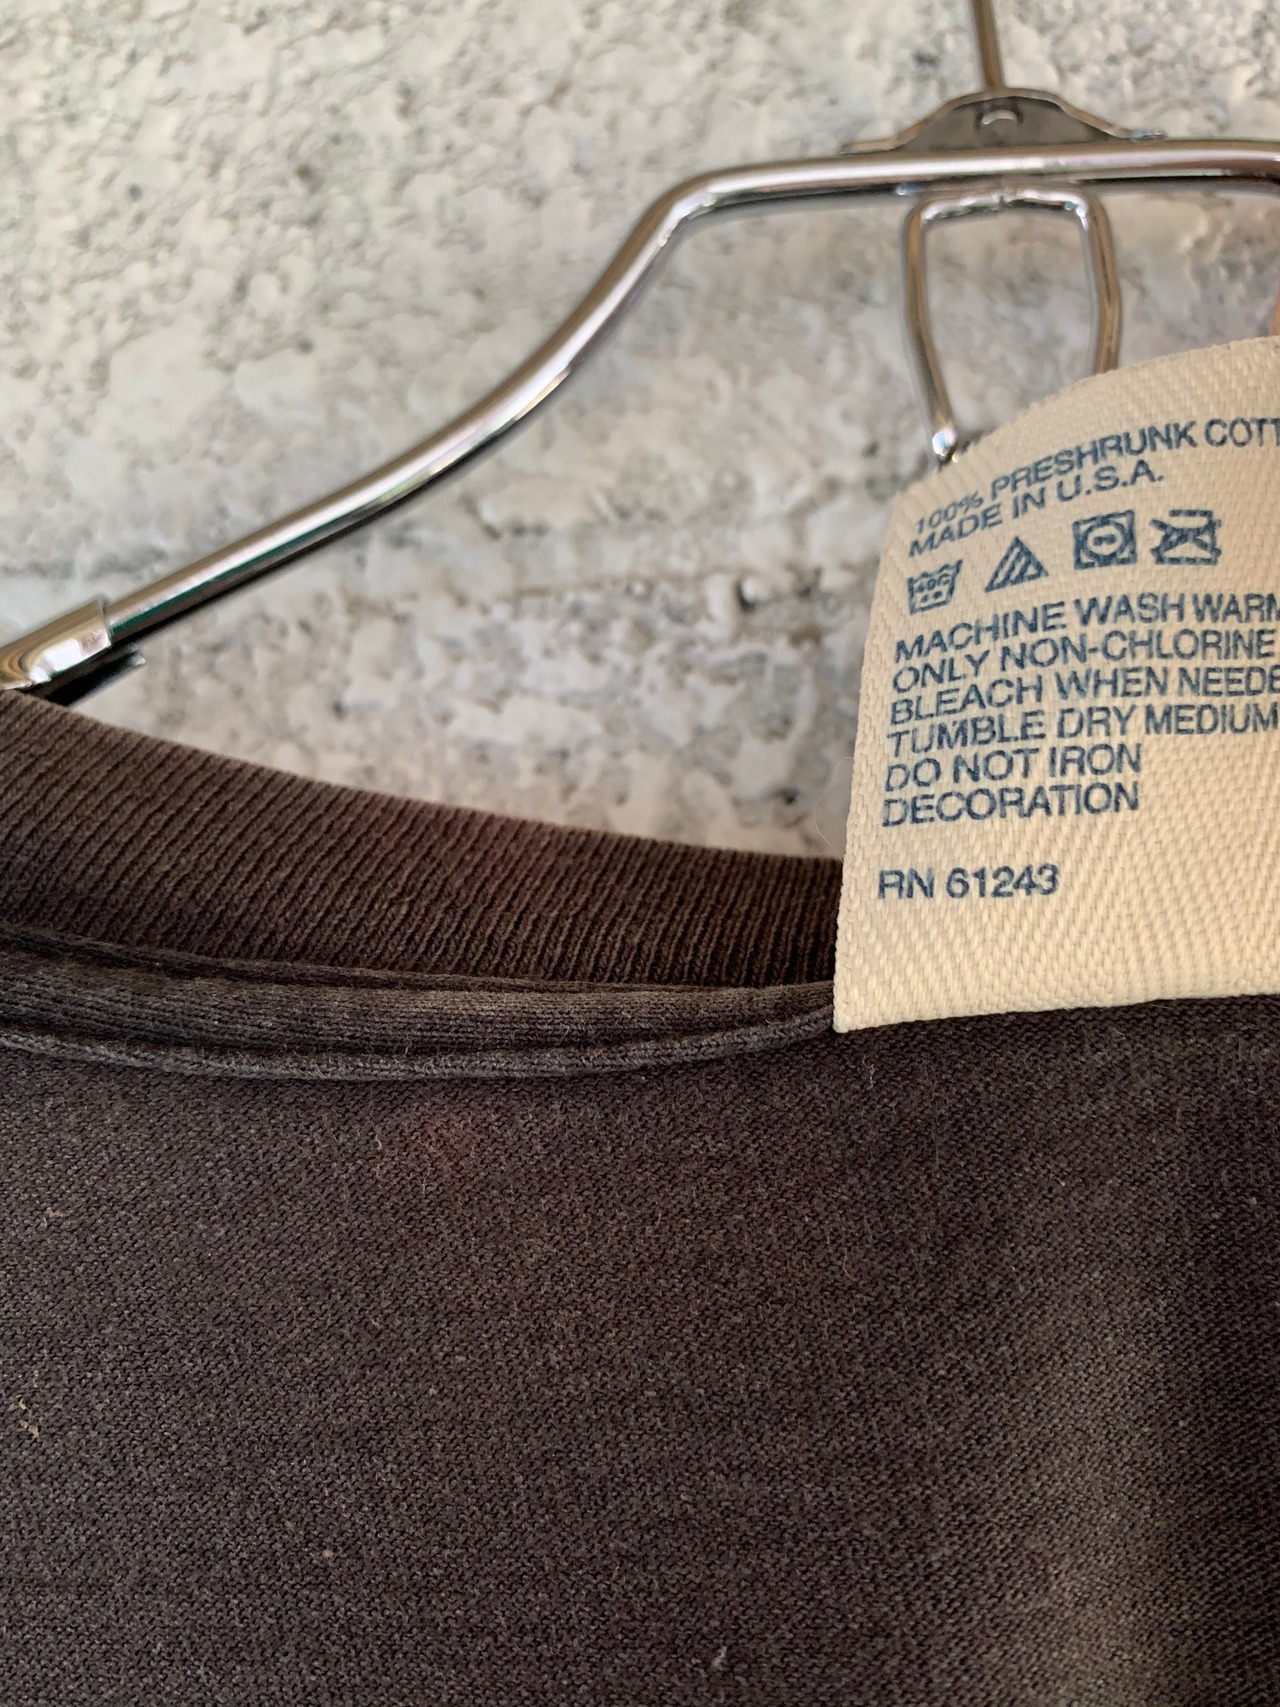 100% PRESHRUNK COTT
MADE IN U.S.A.
MACHINE WASH WARM
ONLY NON-CHLORINE
BLEACH WHEN NEEDE
TUMBLE DRY MEDIUM
DO NOT IRON
DECORATION
RN 61243